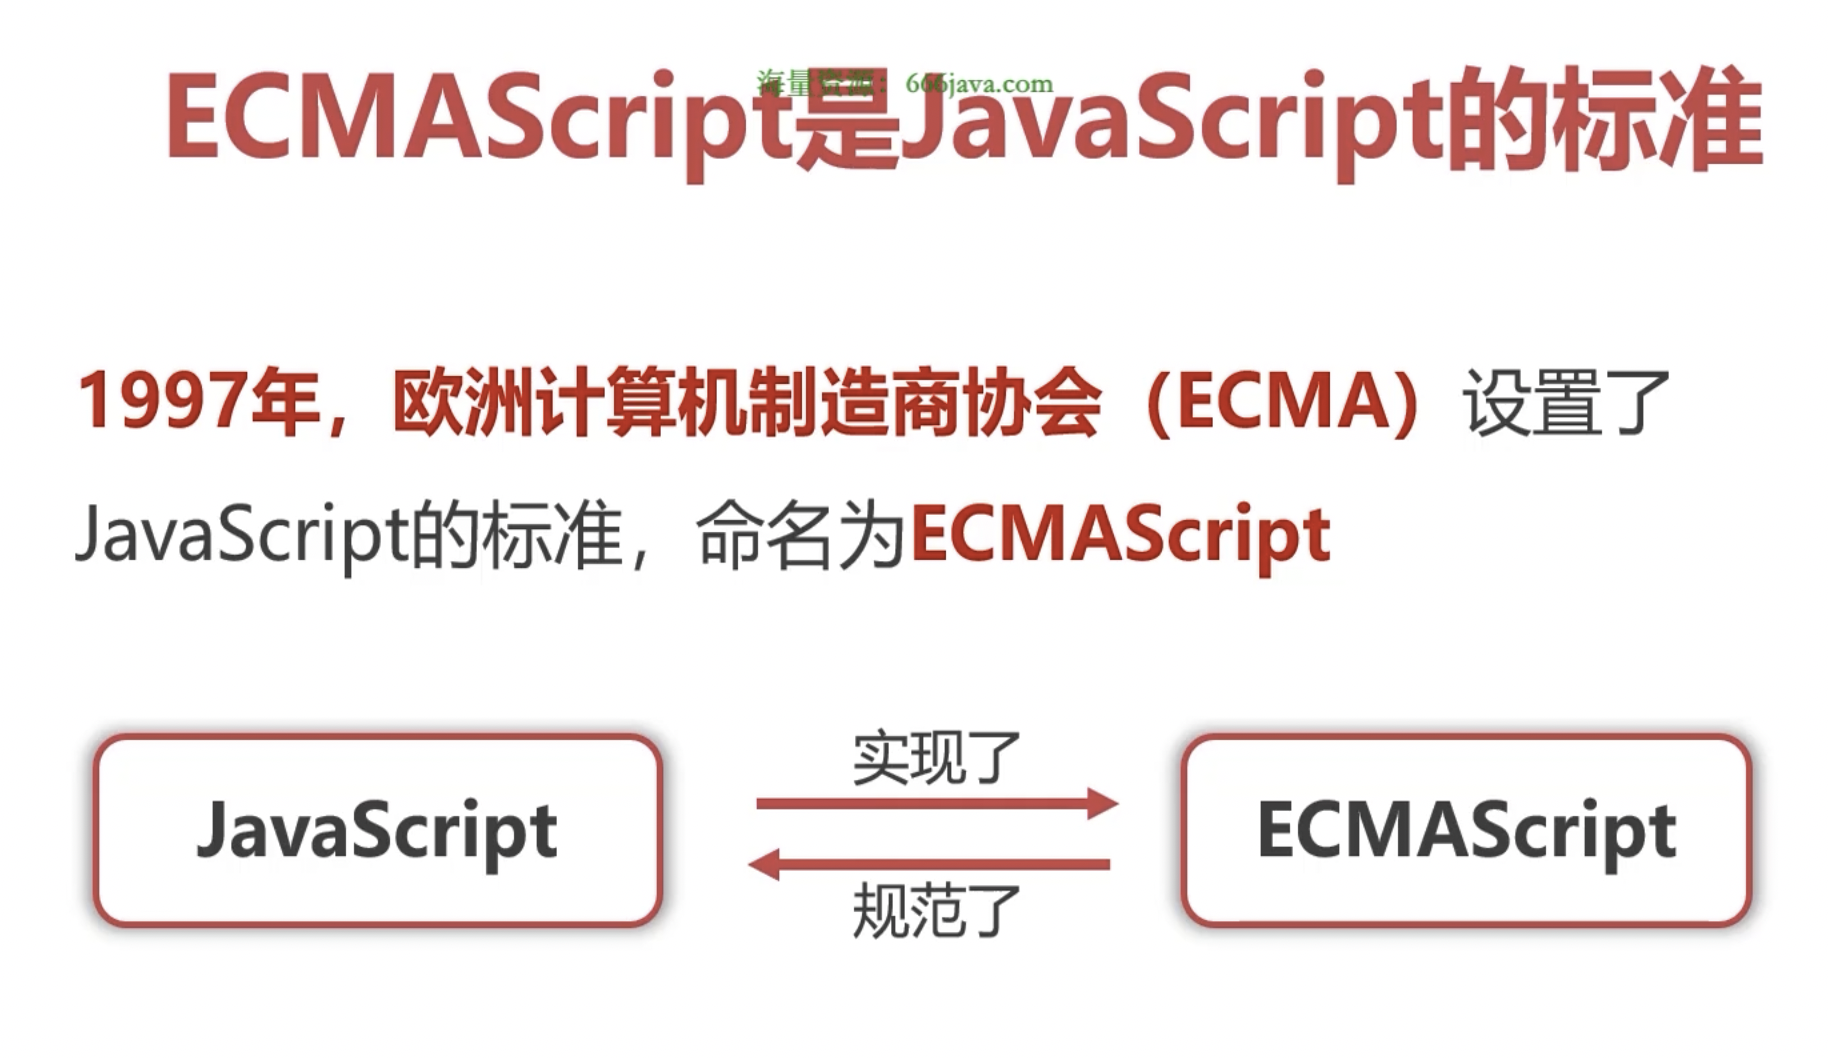 海量资源：666java.com
ECMAScript是JavaScript的标准
1997年，欧洲计算机制造商协会（ECMA）设置了
JavaScript的标准，命名为ECMAScript
实现了
JavaScript
ECMAScript
规范了